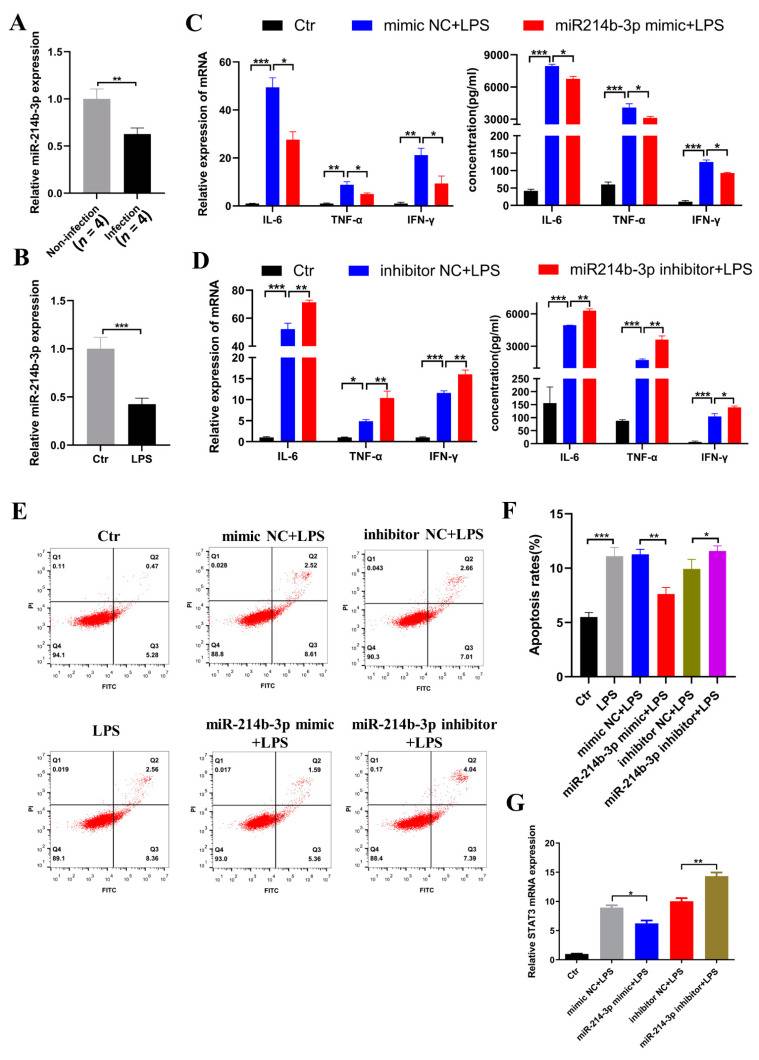 A
Relative miR-214b-3p expression
1.5
1.0
0.5
0.0
**
Non-infection
(n = 4)
Infection
(n = 4)
B
Relative miR-214b-3p expression
1.5
1.0
0.5
0.0
***
Ctr
LPS
C
Ctr
mimic NC+LPS
miR214b-3p mimic+LPS
Relative expression of mRNA
60
40
20
0
*** *
** *
** *
IL-6
TNF-α
IFN-γ
concentration(pg/ml)
9000
6000
3000
150
100
50
0
*** *
*** *
*** *
IL-6
TNF-α
IFN-γ
D
Ctr
inhibitor NC+LPS
miR214b-3p inhibitor+LPS
Relative expression of mRNA
80
60
40
20
15
10
5
0
*** **
* **
*** **
IL-6
TNF-α
IFN-γ
concentration(pg/ml)
6000
3000
250
200
150
100
50
0
*** **
*** **
*** *
IL-6
TNF-α
IFN-γ
E
Ctr
Q1
0.11
Q2
0.47
Q4
94.1
Q3
5.28
PI
FITC
mimic NC+LPS
Q1
0.028
Q2
2.52
Q4
88.8
Q3
8.61
PI
FITC
inhibitor NC+LPS
Q1
0.043
Q2
2.66
Q4
90.3
Q3
7.01
PI
FITC
LPS
Q1
0.019
Q2
2.56
Q4
89.1
Q3
8.36
PI
FITC
miR-214b-3p mimic
+LPS
Q1
0.017
Q2
1.59
Q4
93.0
Q3
5.36
PI
FITC
miR-214b-3p inhibitor
+LPS
Q1
0.17
Q2
4.04
Q4
88.4
Q3
7.39
PI
FITC
F
Apoptosis rates(%)
15
10
5
0
***
**
*
Ctr
LPS
mimic NC+LPS
miR-214b-3p mimic+LPS
inhibitor NC+LPS
miR-214b-3p inhibitor+LPS
G
Relative STAT3 mRNA expression
20
15
10
5
0
*
**
Ctr
mimic NC+LPS
miR-214-3p mimic+LPS
inhibitor NC+LPS
miR-214-3p inhibitor+LPS